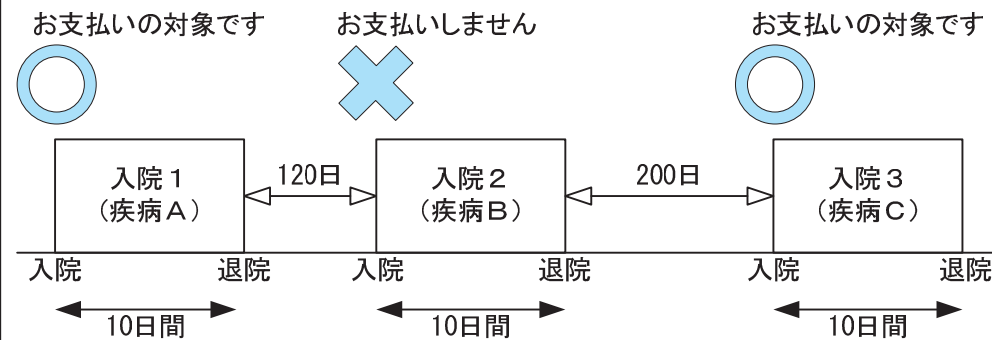 お支払いの対象です
お支払いしません
お支払いの対象です
入院１
（疾病Ａ）
120日
入院２
（疾病Ｂ）
200日
入院３
（疾病Ｃ）
入院
退院
入院
退院
入院
退院
10日間
10日間
10日間